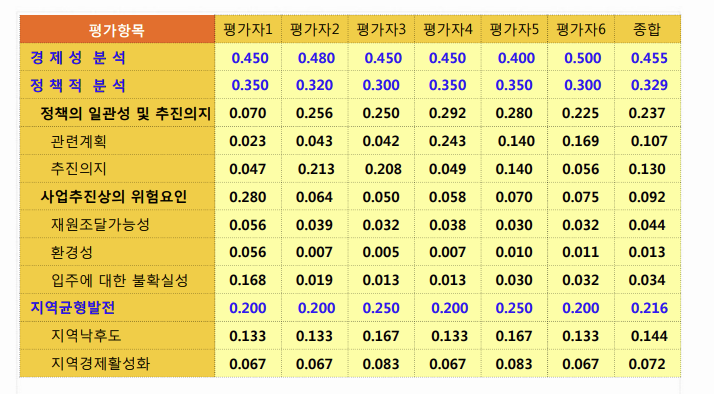 평가항목 평가자1 평가자2 평가자3 평가자4 평가자5 평가자6 종합
경 제 성 분 석 0.450 0.480 0.450 0.450 0.400 0.500 0.455
정 책 적 분 석 0.350 0.320 0.300 0.350 0.350 0.300 0.329
정책의 일관성 및 추진의지 0.070 0.256 0.250 0.292 0.280 0.225 0.237
관련계획 0.023 0.043 0.042 0.243 0.140 0.169 0.107
추진의지 0.047 0.213 0.208 0.049 0.140 0.056 0.130
사업추진상의 위험요인 0.280 0.064 0.050 0.058 0.070 0.075 0.092
재원조달가능성 0.056 0.039 0.032 0.038 0.030 0.032 0.044
환경성 0.056 0.007 0.005 0.007 0.010 0.011 0.013
입주에 대한 불확실성 0.168 0.019 0.013 0.013 0.030 0.032 0.034
지역균형발전 0.200 0.200 0.250 0.200 0.250 0.200 0.216
지역낙후도 0.133 0.133 0.167 0.133 0.167 0.133 0.144
지역경제활성화 0.067 0.067 0.083 0.067 0.083 0.067 0.072